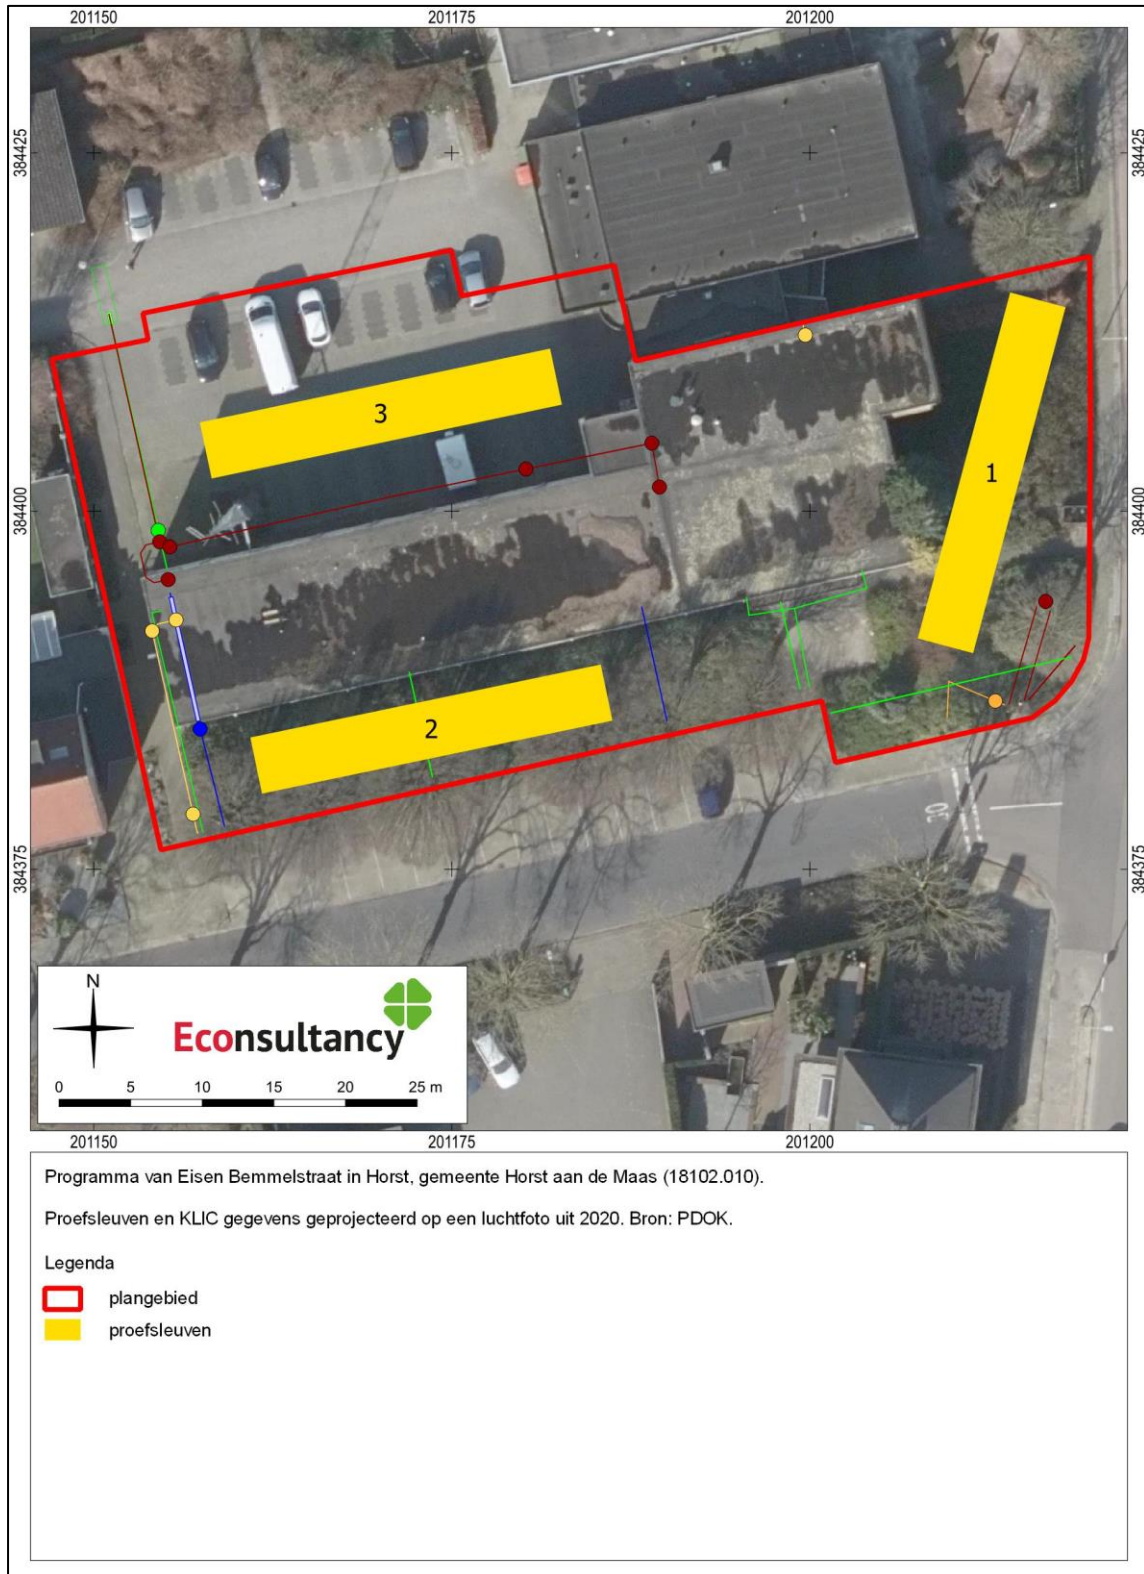 201150 201175 201200
384425 384425
3
1
384400 384400
2
30
384375 384375
N
Econsultancy
0 5 10 15 20 25 m
201150 201175 201200
Programma van Eisen Bemmelstraat in Horst, gemeente Horst aan de Maas (18102.010).
Proefsleuven en KLIC gegevens geprojecteerd op een luchtfoto uit 2020. Bron: PDOK.
Legenda
plangebied
proefsleuven